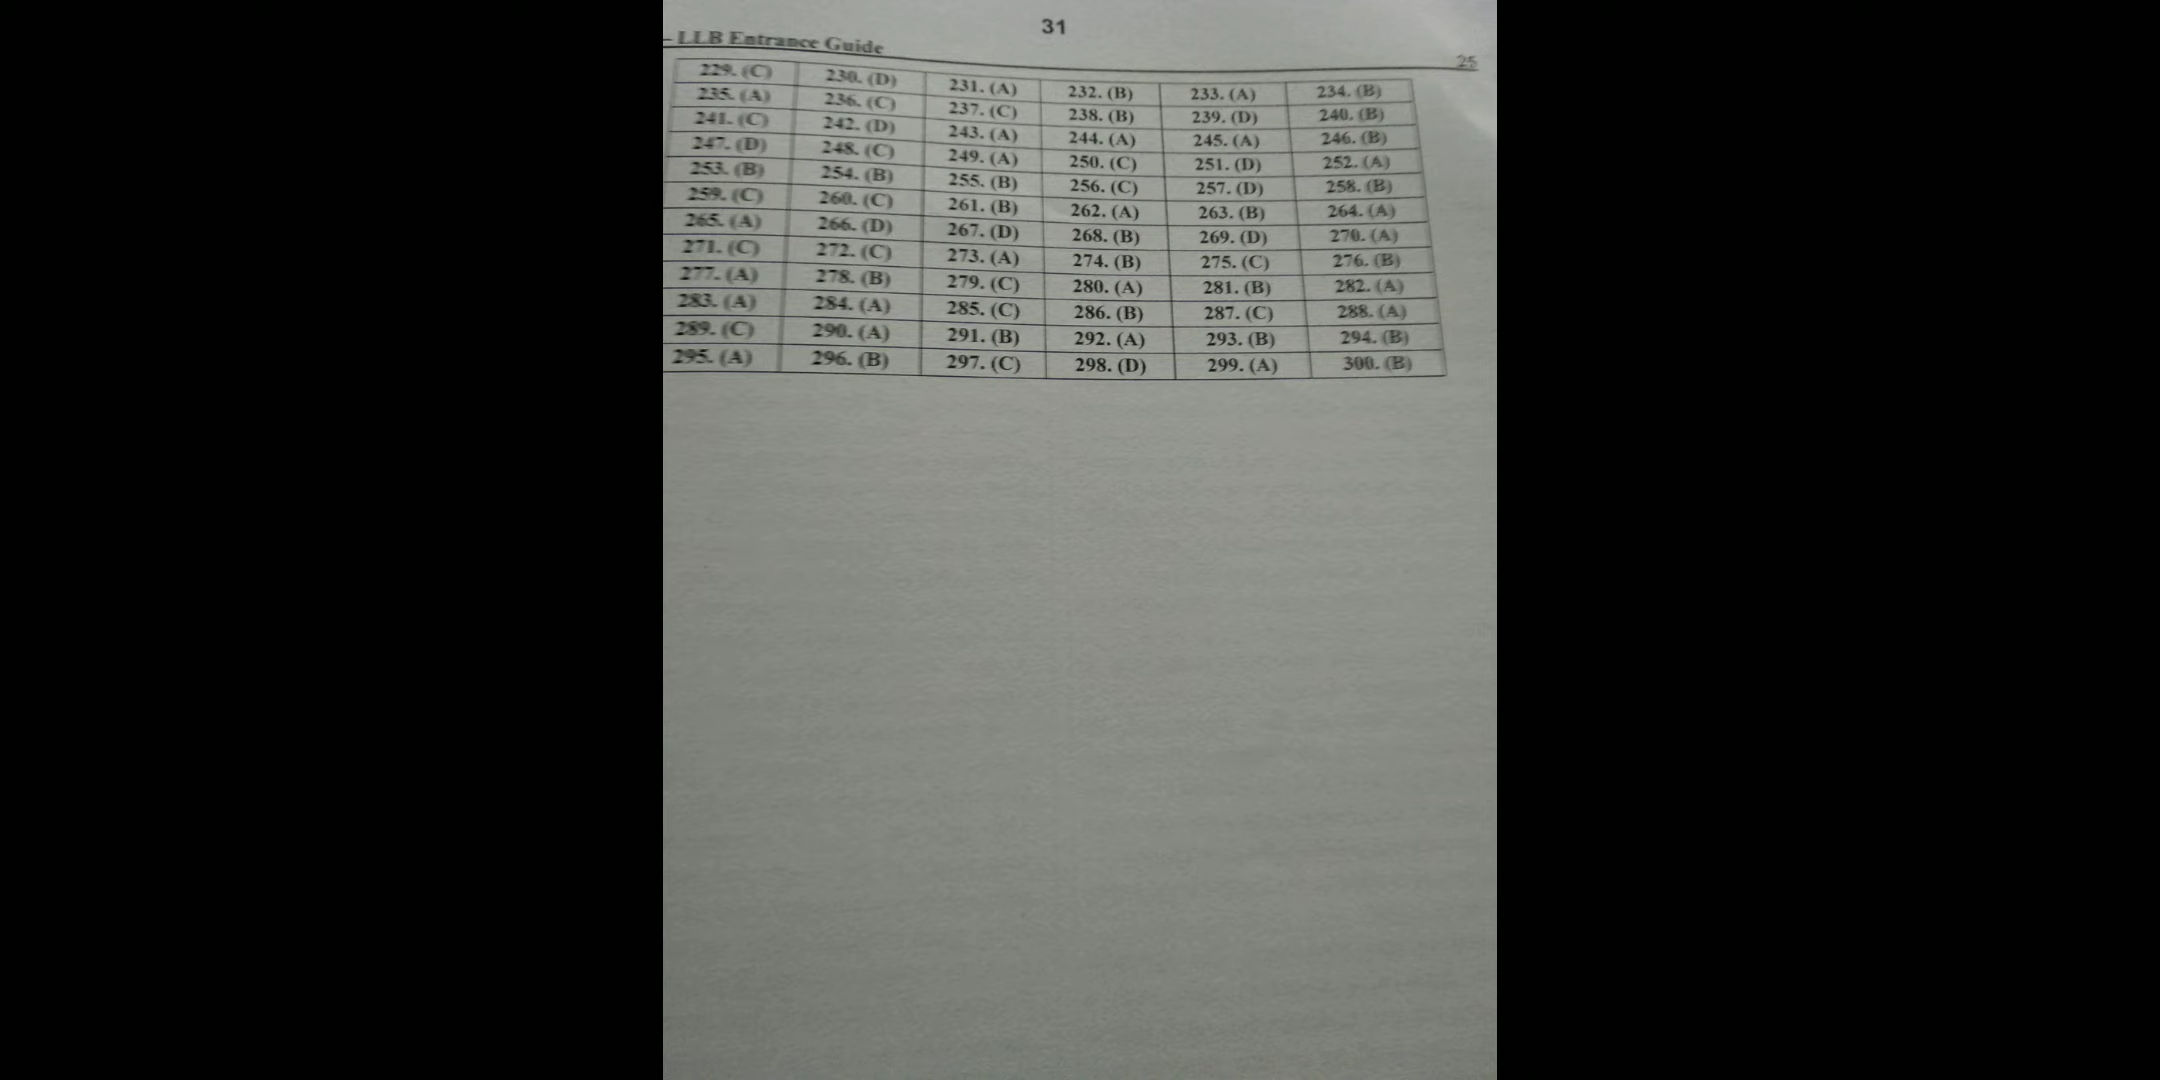 31
LLB Entrance Guide
25
229. (C) 230. (D) 231. (A) 232. (B) 233. (A) 234. (B)
235. (A) 236. (C) 237. (C) 238. (B) 239. (D) 240. (B)
241. (C) 242. (D) 243. (A) 244. (A) 245. (A) 246. (B)
247. (D) 248. (C) 249. (A) 250. (C) 251. (D) 252. (A)
253. (B) 254. (B) 255. (B) 256. (C) 257. (D) 258. (B)
259. (C) 260. (C) 261. (B) 262. (A) 263. (B) 264. (A)
265. (A) 266. (D) 267. (D) 268. (B) 269. (D) 270. (A)
271. (C) 272. (C) 273. (A) 274. (B) 275. (C) 276. (B)
277. (A) 278. (B) 279. (C) 280. (A) 281. (B) 282. (A)
283. (A) 284. (A) 285. (C) 286. (B) 287. (C) 288. (A)
289. (C) 290. (A) 291. (B) 292. (A) 293. (B) 294. (B)
295. (A) 296. (B) 297. (C) 298. (D) 299. (A) 300. (B)